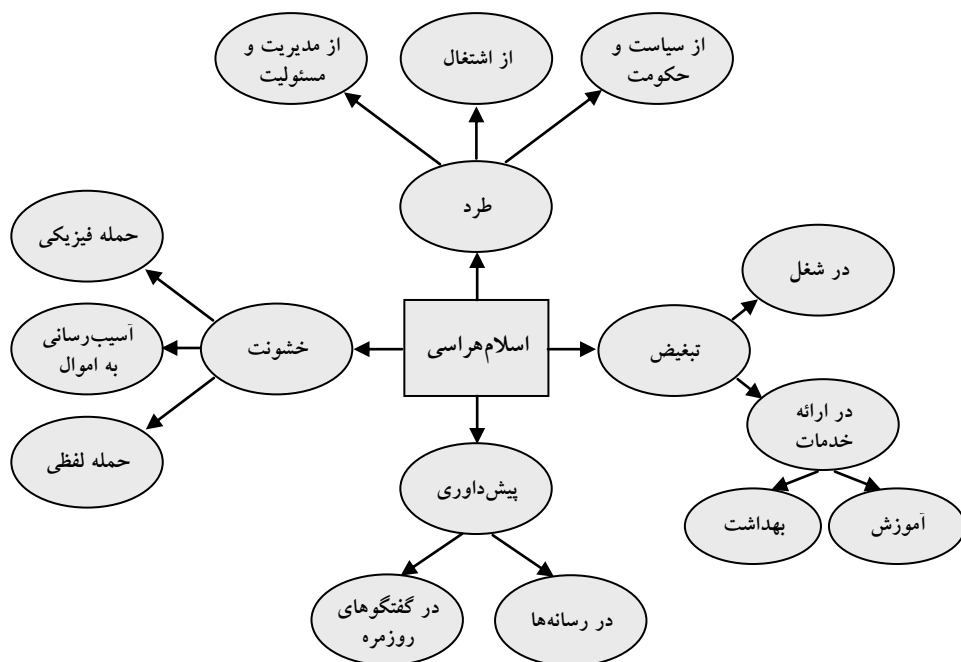 از سیاست و
حکومت
از اشتغال
از مدیریت و
مسئولیت
طرد
حمله فیزیکی
در شغل
آسیب‌رسانی
به اموال
خشونت
اسلام‌هراسی
تبغیض
در ارائه
خدمات
حمله لفظی
پیش‌داوری
آموزش
بهداشت
در رسانه‌ها
در گفتگوهای
روزمره